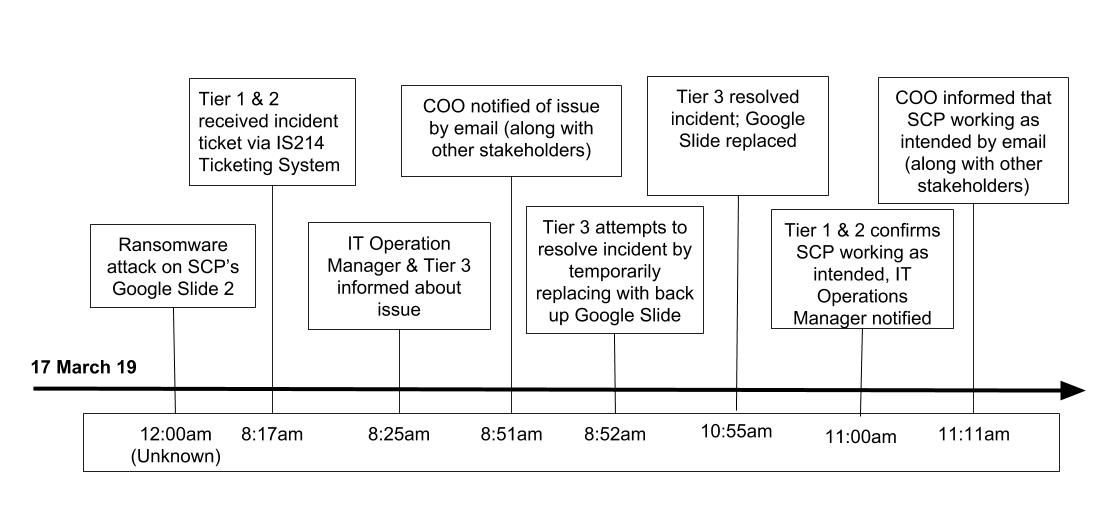 Tier 1 & 2
received incident
ticket via IS214
Ticketing System
COO notified of issue
by email (along with
other stakeholders)
Tier 3 resolved
incident; Google
Slide replaced
COO informed that
SCP working as
intended by email
(along with other
stakeholders)
Ransomware
attack on SCP's
Google Slide 2
IT Operation
Manager & Tier 3
informed about
issue
Tier 3 attempts to
resolve incident by
temporarily
replacing with back
up Google Slide
Tier 1 & 2 confirms
SCP working as
intended, IT
Operations
Manager notified
17 March 19
12:00am
(Unknown)
8:17am
8:25am
8:51am
8:52am
10:55am
11:00am
11:11am